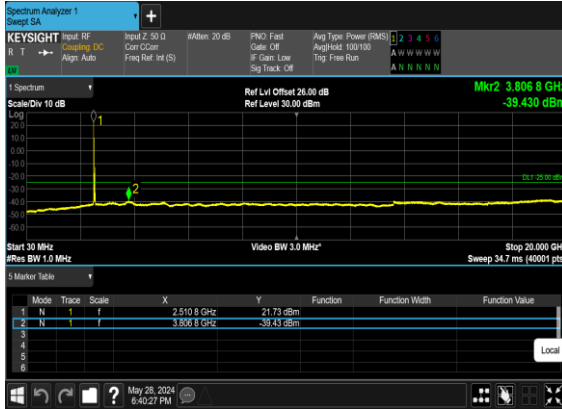 Spectrum Analyzer 1
Swept SA
+
KEYSIGHT
R T
LXI
Input: RF
Coupling: DC
Align: Auto
Input Z: 50 Ω
Corr CCorr
Freq Ref: Int (S)
#Atten: 20 dB
PNO: Fast
Gate: Off
IF Gain: Low
Sig Track: Off
Avg Type: Power (RMS)
Avg|Hold: 100/100
Trig: Free Run
1 2 3 4 5 6
A W W W W W
A N N N N N
1 Spectrum
Scale/Div 10 dB
Ref Lvl Offset 26.00 dB
Ref Level 30.00 dBm
Mkr2 3.806 8 GHz
-39.430 dBm
Log
20.0
10.0
0.00
-10.0
-20.0
-30.0
-40.0
-50.0
-60.0
1
2
DL1 -25.00 dBm
Start 30 MHz
#Res BW 1.0 MHz
Video BW 3.0 MHz*
Stop 20.000 GHz
Sweep 34.7 ms (40001 pts)
5 Marker Table
Mode Trace Scale X Y Function Function Width Function Value
1 N 1 f 2.510 8 GHz 21.73 dBm
2 N 1 f 3.806 8 GHz -39.43 dBm
3
4
5
6
Local
?
May 28, 2024
6:40:27 PM